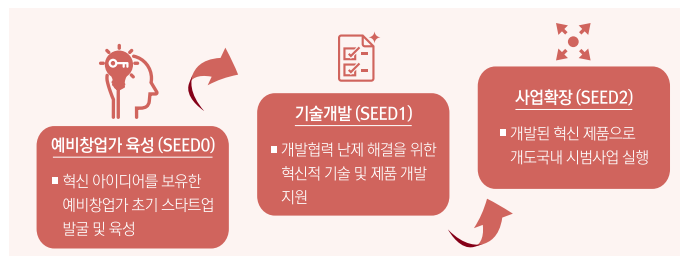 예비창업가 육성 (SEED0)
▪ 혁신 아이디어를 보유한
예비창업가 초기 스타트업
발굴 및 육성
기술개발 (SEED1)
▪ 개발협력 난제 해결을 위한
혁신적 기술 및 제품 개발
지원
사업확장 (SEED2)
▪ 개발된 혁신 제품으로
개도국내 시범사업 실행